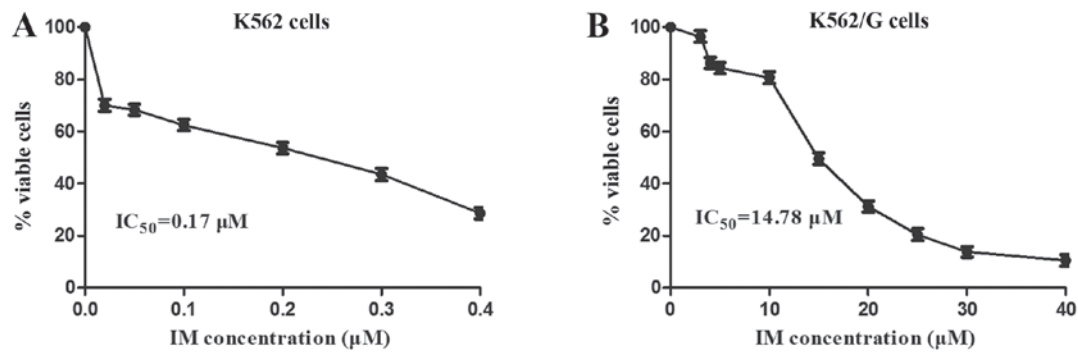 A
K562 cells
% viable cells
100
80
60
40
20
0
IC50=0.17 μM
0.0
0.1
0.2
0.3
0.4
IM concentration (μM)
B
K562/G cells
% viable cells
100
80
60
40
20
0
IC50=14.78 μM
0
10
20
30
40
IM concentration (μM)